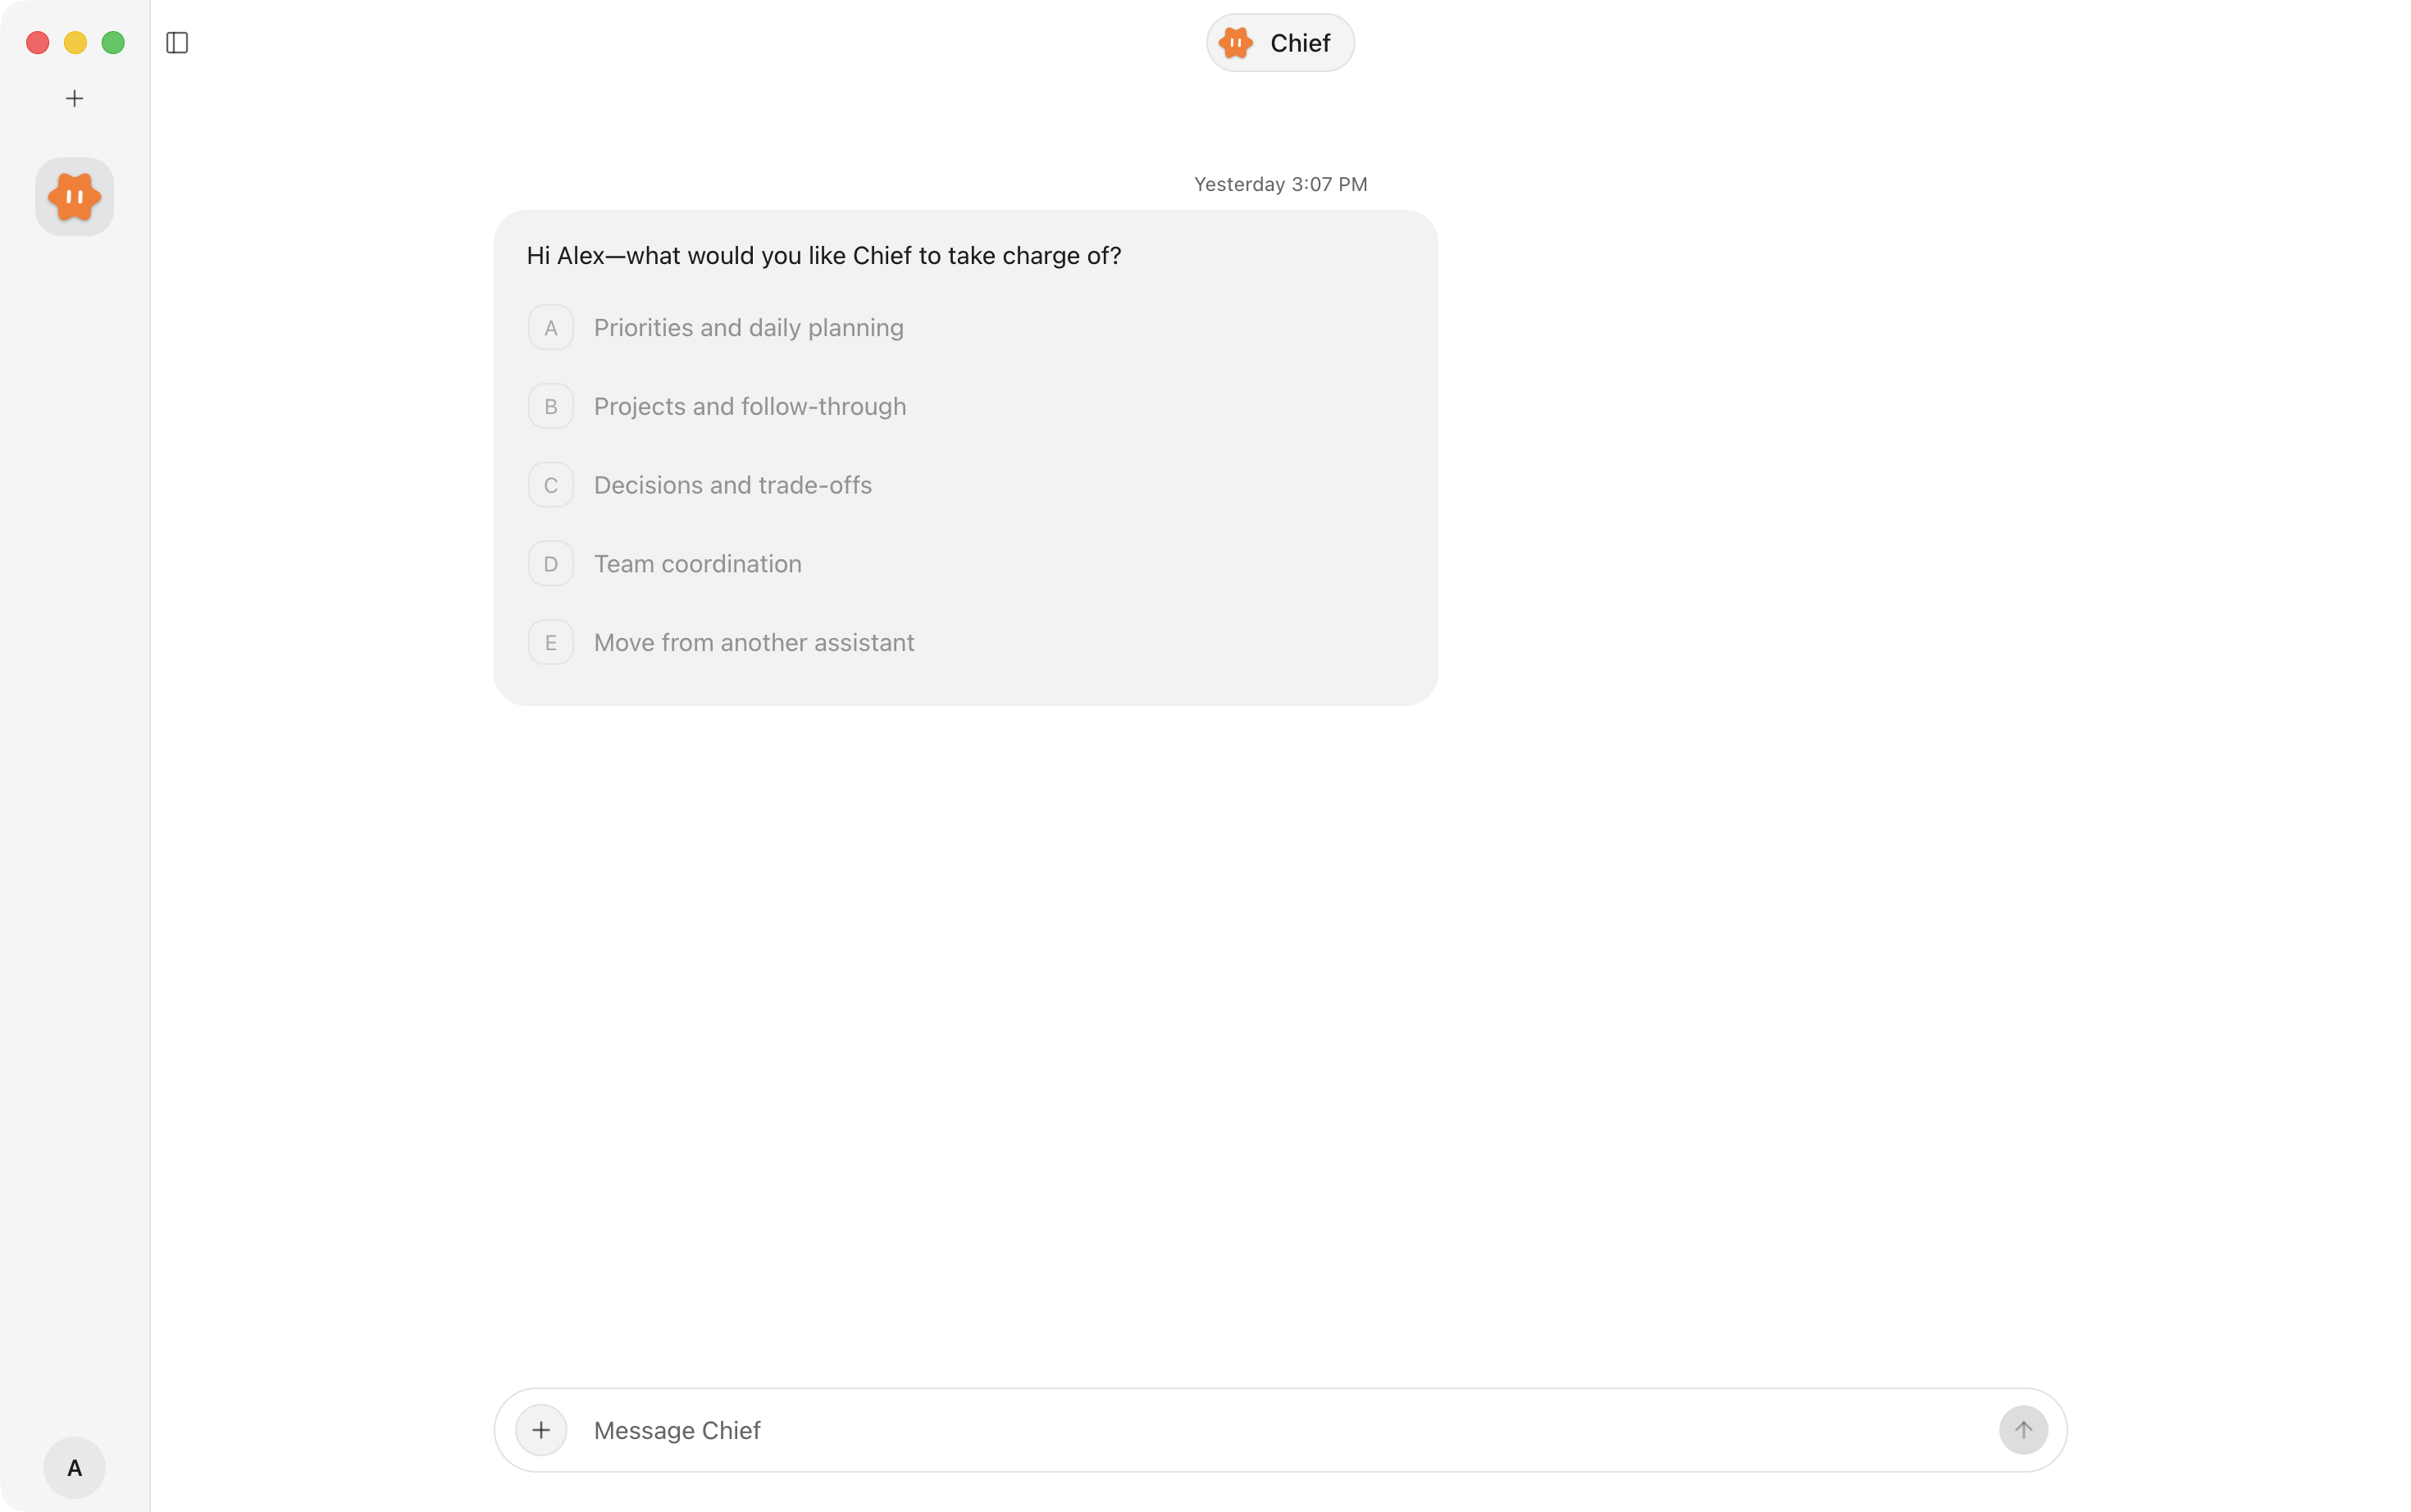 Chief
Yesterday 3:07 PM
Hi Alex—what would you like Chief to take charge of?
A Priorities and daily planning
B Projects and follow-through
C Decisions and trade-offs
D Team coordination
E Move from another assistant
Message Chief
A